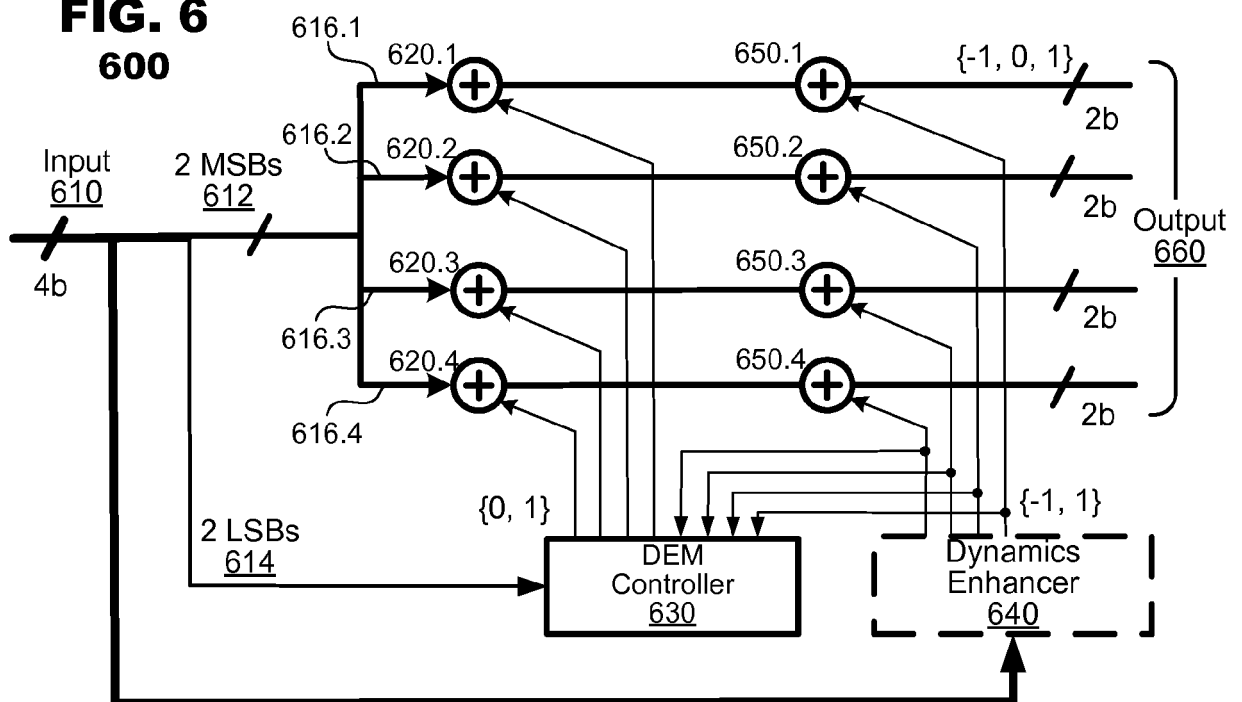 FIG. 6
600
616.1
620.1
650.1
{-1, 0, 1}
2b
616.2
620.2
650.2
2b
Input
610
4b
2 MSBs
612
Output
660
620.3
650.3
2b
616.3
620.4
650.4
2b
616.4
{0, 1}
{-1, 1}
2 LSBs
614
DEM
Controller
630
Dynamics
Enhancer
640